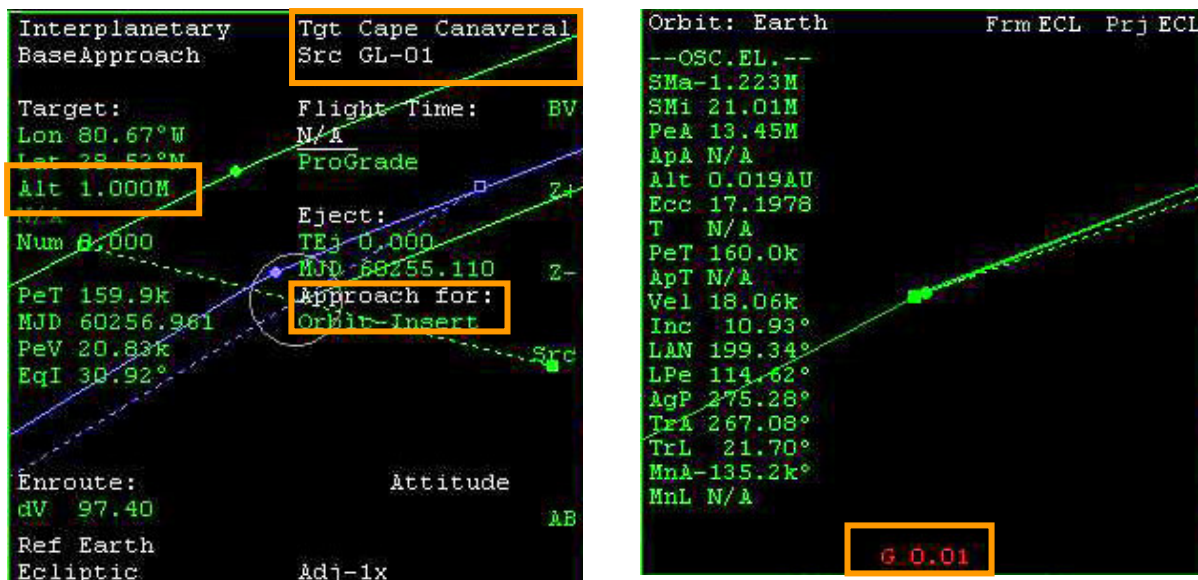 Interplanetary
BaseApproach
Tgt Cape Canaveral
Src GL-01
Target:
Lon 80.67°W
Lat 28.52°N
Alt 1.000M
N/A
Num 0.000
PeT 159.9k
MJD 60256.961
PeV 20.83k
EqI 30.92°
Flight Time:
N/A
ProGrade
Eject:
TEj 0.000
MJD 60255.110
Approach for:
Orbit-Insert
BV
Z+
Z-
Src
AB
Enroute:
dV 97.40
Attitude
Ref Earth
Ecliptic
Adj-1x
Orbit: Earth
Frm ECL Prj ECL
--OSC.EL.--
SMa-1.223M
SMi 21.01M
PeA 13.45M
ApA N/A
Alt 0.019AU
Ecc 17.1978
T N/A
PeT 160.0k
ApT N/A
Vel 18.06k
Inc 10.93°
LAN 199.34°
LPe 114.62°
AgP 275.28°
TrA 267.08°
TrL 21.70°
MnA-135.2k°
MnL N/A
G 0.01